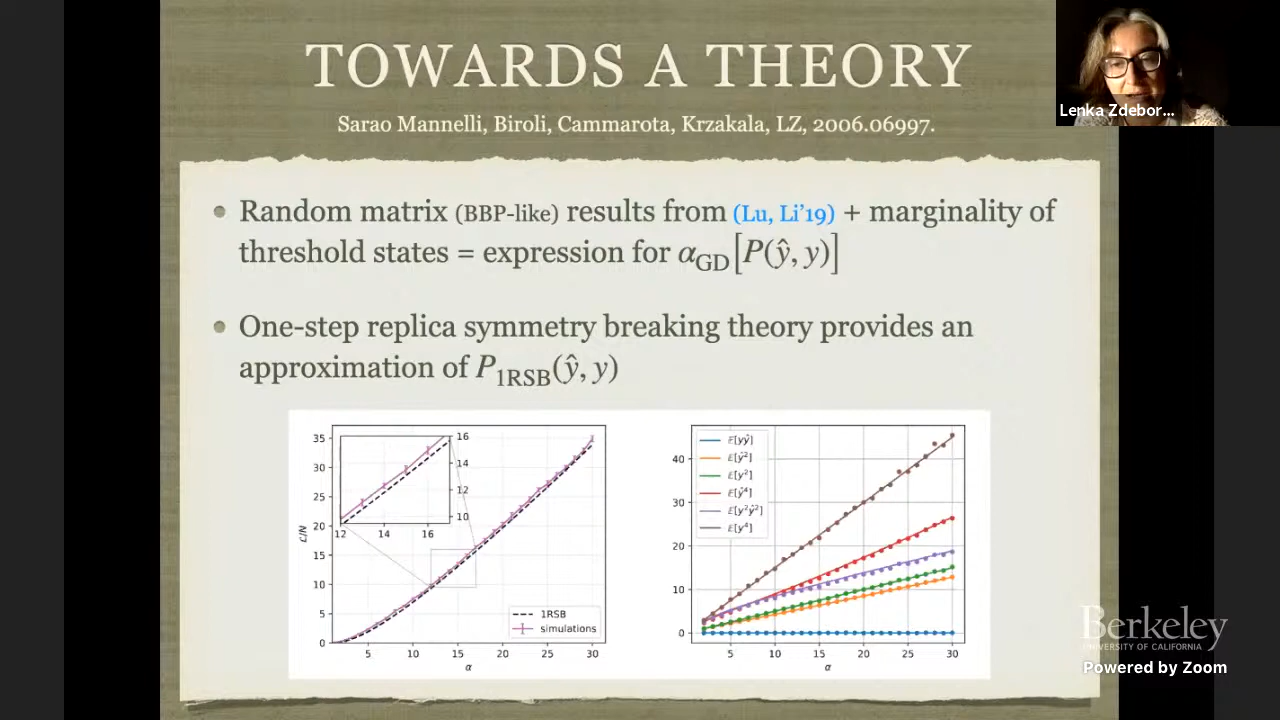 TOWARDS A THEORY
Sarao Mannelli, Biroli, Cammarota, Krzakala, LZ, 2006.06997.
Lenka Zdebor...
Random matrix (BBP-like) results from (Lu, Li'19) + marginality of
threshold states = expression for α_GD[P(ŷ, y)]
One-step replica symmetry breaking theory provides an
approximation of P_1RSB(ŷ, y)
35
30
25
20
15
10
5
0
ℒ/N
16
14
12
10
12 14 16
1RSB
simulations
5 10 15 20 25 30
α
40
30
20
10
0
𝔼[yŷ]
𝔼[ŷ²]
𝔼[y²]
𝔼[ŷ⁴]
𝔼[y²ŷ²]
𝔼[y⁴]
5 10 15 20 25 30
α
Berkeley
UNIVERSITY OF CALIFORNIA
Powered by Zoom